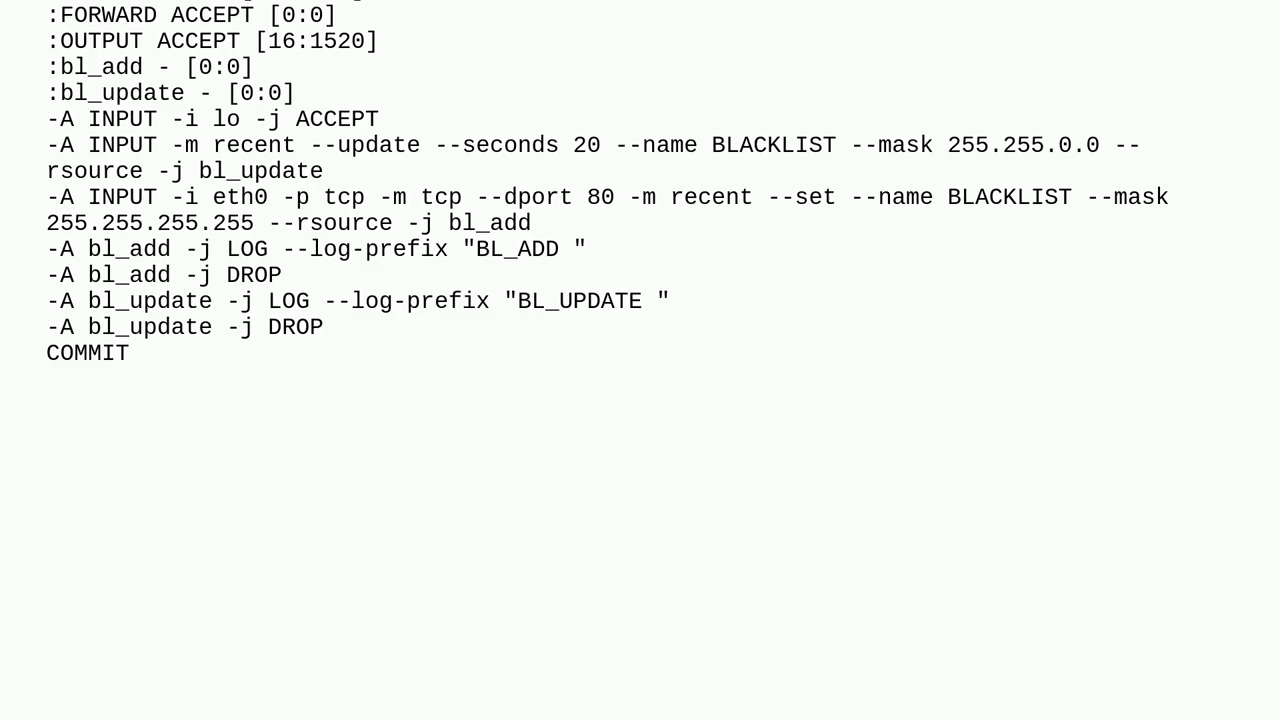 :FORWARD ACCEPT [0:0]
:OUTPUT ACCEPT [16:1520]
:bl_add - [0:0]
:bl_update - [0:0]
-A INPUT -i lo -j ACCEPT
-A INPUT -m recent --update --seconds 20 --name BLACKLIST --mask 255.255.0.0 --
rsource -j bl_update
-A INPUT -i eth0 -p tcp -m tcp --dport 80 -m recent --set --name BLACKLIST --mask
255.255.255.255 --rsource -j bl_add
-A bl_add -j LOG --log-prefix "BL_ADD "
-A bl_add -j DROP
-A bl_update -j LOG --log-prefix "BL_UPDATE "
-A bl_update -j DROP
COMMIT